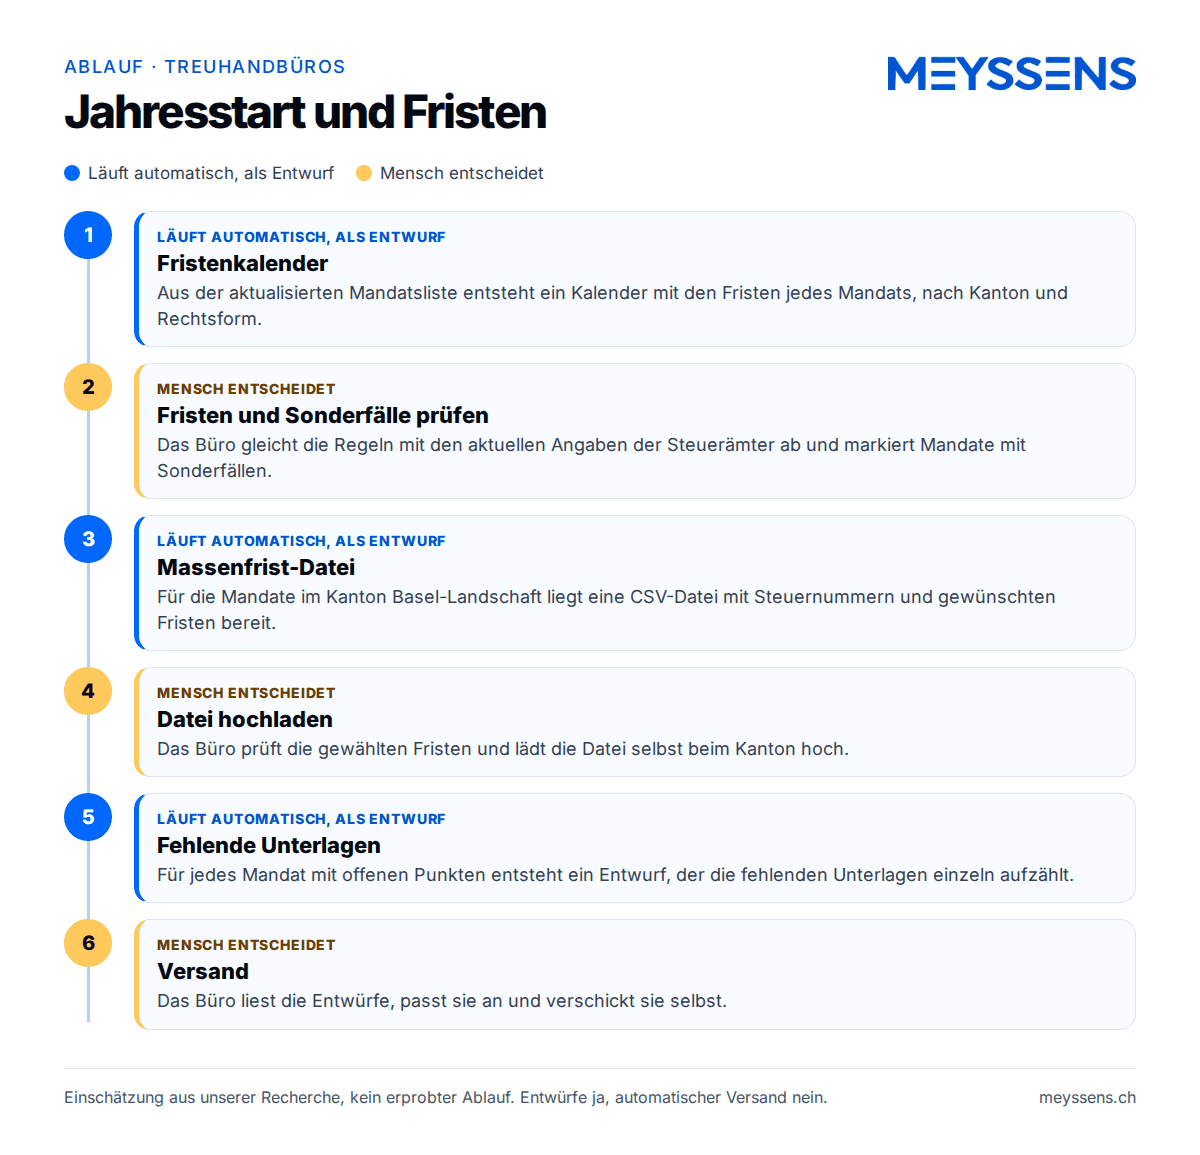 ABLAUF · TREUHANDBÜROS
MEYSSENS
Jahresstart und Fristen
Läuft automatisch, als Entwurf
Mensch entscheidet
1
LÄUFT AUTOMATISCH, ALS ENTWURF
Fristenkalender
Aus der aktualisierten Mandatsliste entsteht ein Kalender mit den Fristen jedes Mandats, nach Kanton und
Rechtsform.
2
MENSCH ENTSCHEIDET
Fristen und Sonderfälle prüfen
Das Büro gleicht die Regeln mit den aktuellen Angaben der Steuerämter ab und markiert Mandate mit
Sonderfällen.
3
LÄUFT AUTOMATISCH, ALS ENTWURF
Massenfrist-Datei
Für die Mandate im Kanton Basel-Landschaft liegt eine CSV-Datei mit Steuernummern und gewünschten
Fristen bereit.
4
MENSCH ENTSCHEIDET
Datei hochladen
Das Büro prüft die gewählten Fristen und lädt die Datei selbst beim Kanton hoch.
5
LÄUFT AUTOMATISCH, ALS ENTWURF
Fehlende Unterlagen
Für jedes Mandat mit offenen Punkten entsteht ein Entwurf, der die fehlenden Unterlagen einzeln aufzählt.
6
MENSCH ENTSCHEIDET
Versand
Das Büro liest die Entwürfe, passt sie an und verschickt sie selbst.
Einschätzung aus unserer Recherche, kein erprobter Ablauf. Entwürfe ja, automatischer Versand nein.
meyssens.ch